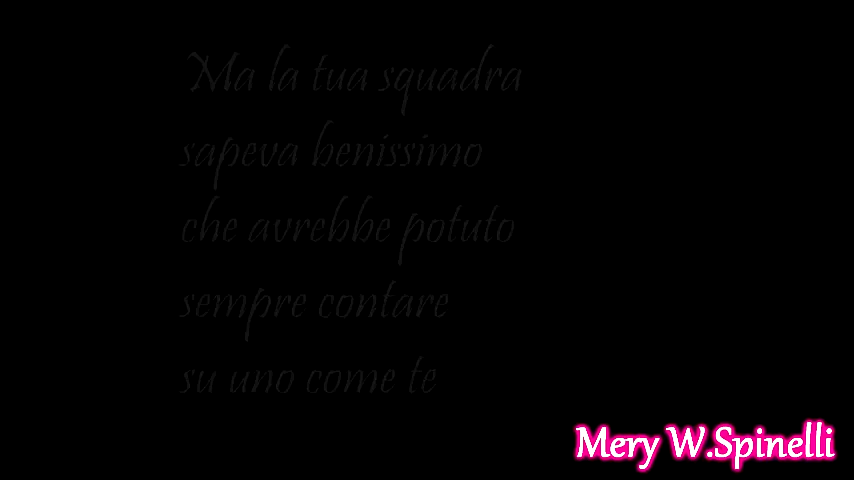 Ma la tua squadra
sapeva benissimo
che avrebbe potuto
sempre contare
su uno come te
Mery W.Spinelli